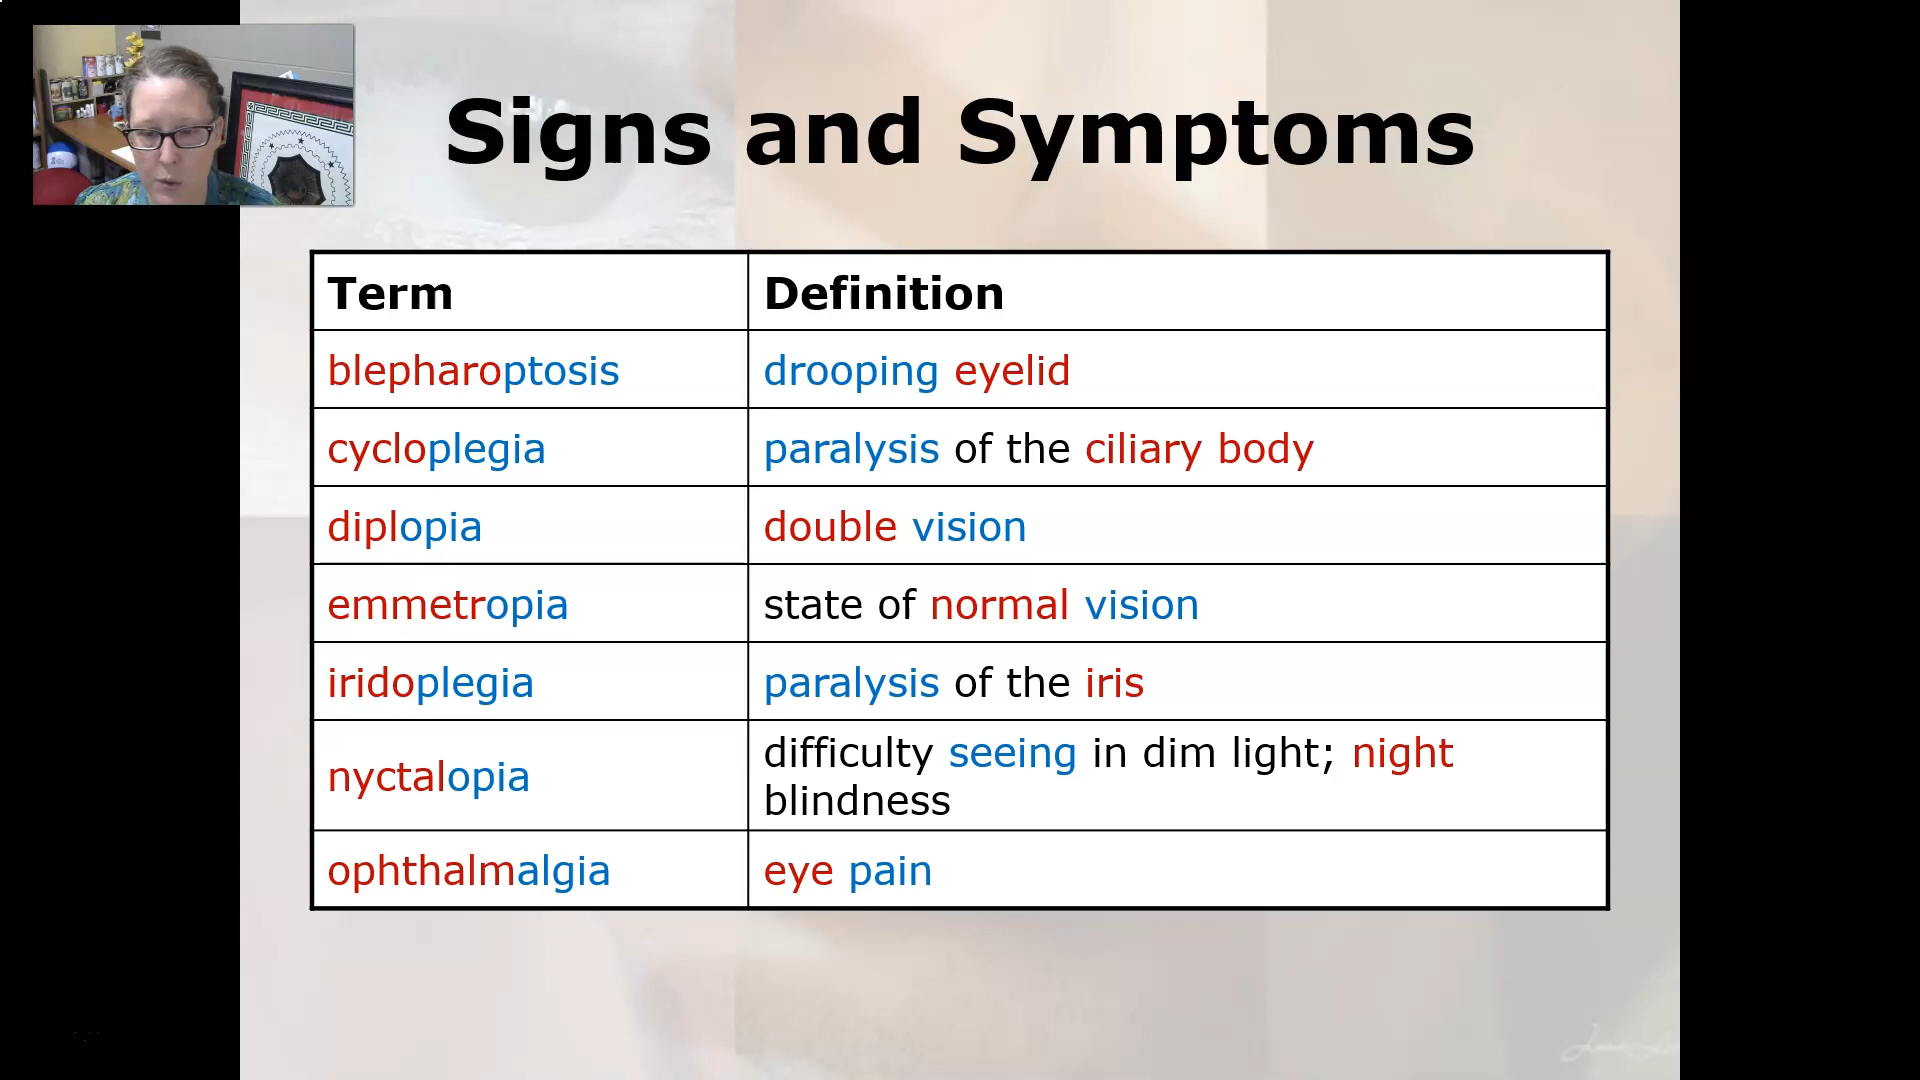 Signs and Symptoms
Term Definition
blepharoptosis drooping eyelid
cycloplegia paralysis of the ciliary body
diplopia double vision
emmetropia state of normal vision
iridoplegia paralysis of the iris
nyctalopia difficulty seeing in dim light; night
blindness
ophthalmalgia eye pain